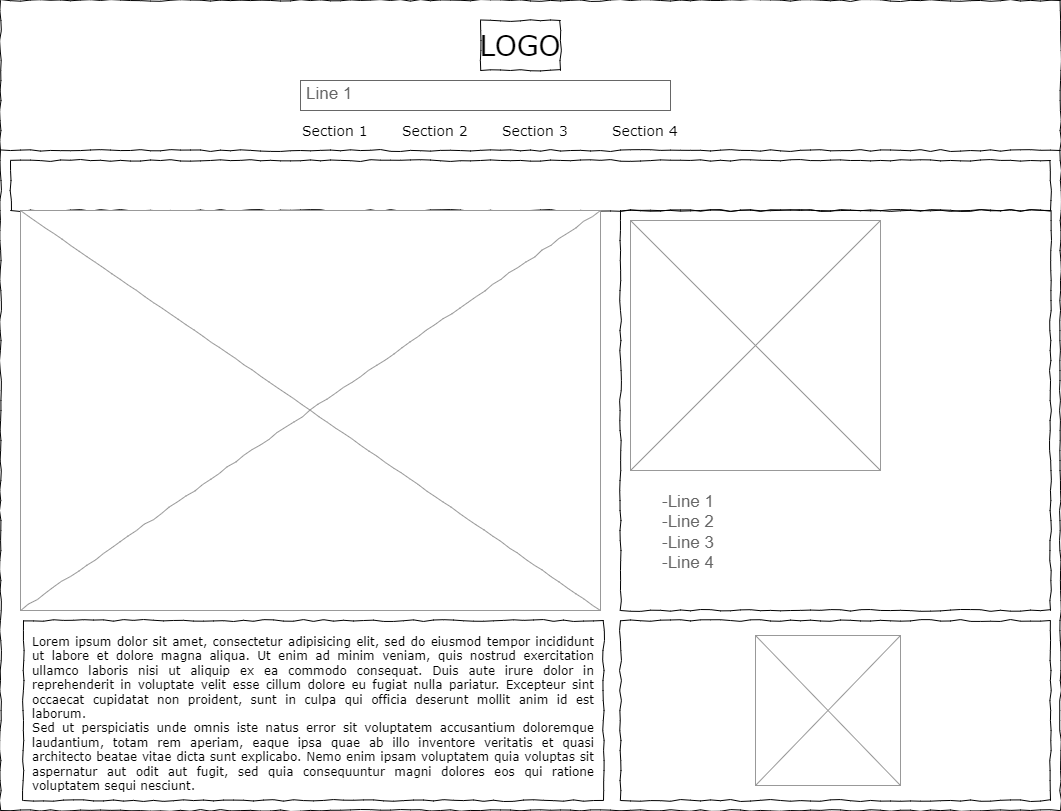 LOGO
Line 1
Section 1 Section 2 Section 3 Section 4
-Line 1
-Line 2
-Line 3
-Line 4
Lorem ipsum dolor sit amet, consectetur adipisicing elit, sed do eiusmod tempor incididunt
ut labore et dolore magna aliqua. Ut enim ad minim veniam, quis nostrud exercitation
ullamco laboris nisi ut aliquip ex ea commodo consequat. Duis aute irure dolor in
reprehenderit in voluptate velit esse cillum dolore eu fugiat nulla pariatur. Excepteur sint
occaecat cupidatat non proident, sunt in culpa qui officia deserunt mollit anim id est
laborum.
Sed ut perspiciatis unde omnis iste natus error sit voluptatem accusantium doloremque
laudantium, totam rem aperiam, eaque ipsa quae ab illo inventore veritatis et quasi
architecto beatae vitae dicta sunt explicabo. Nemo enim ipsam voluptatem quia voluptas sit
aspernatur aut odit aut fugit, sed quia consequuntur magni dolores eos qui ratione
voluptatem sequi nesciunt.